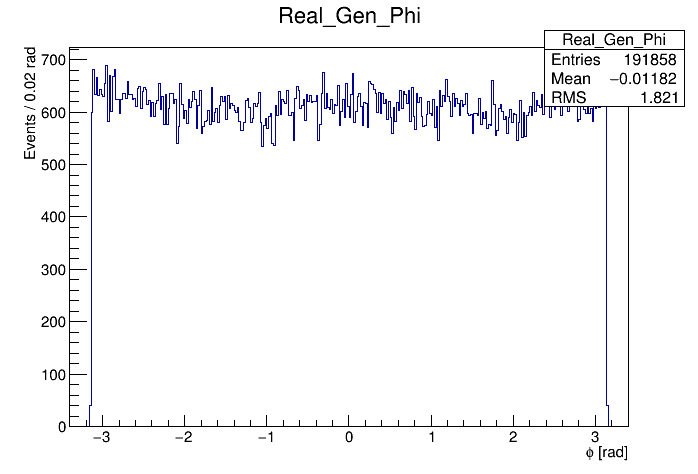 Real_Gen_Phi
Real_Gen_Phi
Entries 191858
Mean −0.01182
RMS 1.821
Events / 0.02 rad
700
600
500
400
300
200
100
0
−3 −2 −1 0 1 2 3
ϕ [rad]